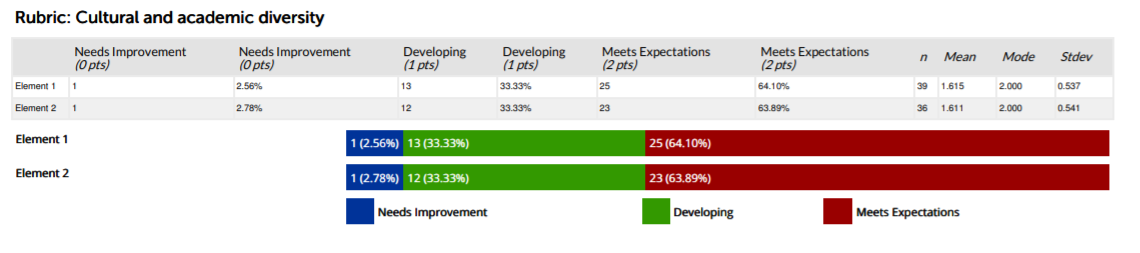 Rubric: Cultural and academic diversity
Needs Improvement (0 pts) Needs Improvement (0 pts) Developing (1 pts) Developing (1 pts) Meets Expectations (2 pts) Meets Expectations (2 pts) n Mean Mode Stdev
Element 1 1 2.56% 13 33.33% 25 64.10% 39 1.615 2.000 0.537
Element 2 1 2.78% 12 33.33% 23 63.89% 36 1.611 2.000 0.541
Element 1 1 (2.56%) 13 (33.33%) 25 (64.10%)
Element 2 1 (2.78%) 12 (33.33%) 23 (63.89%)
Needs Improvement Developing Meets Expectations